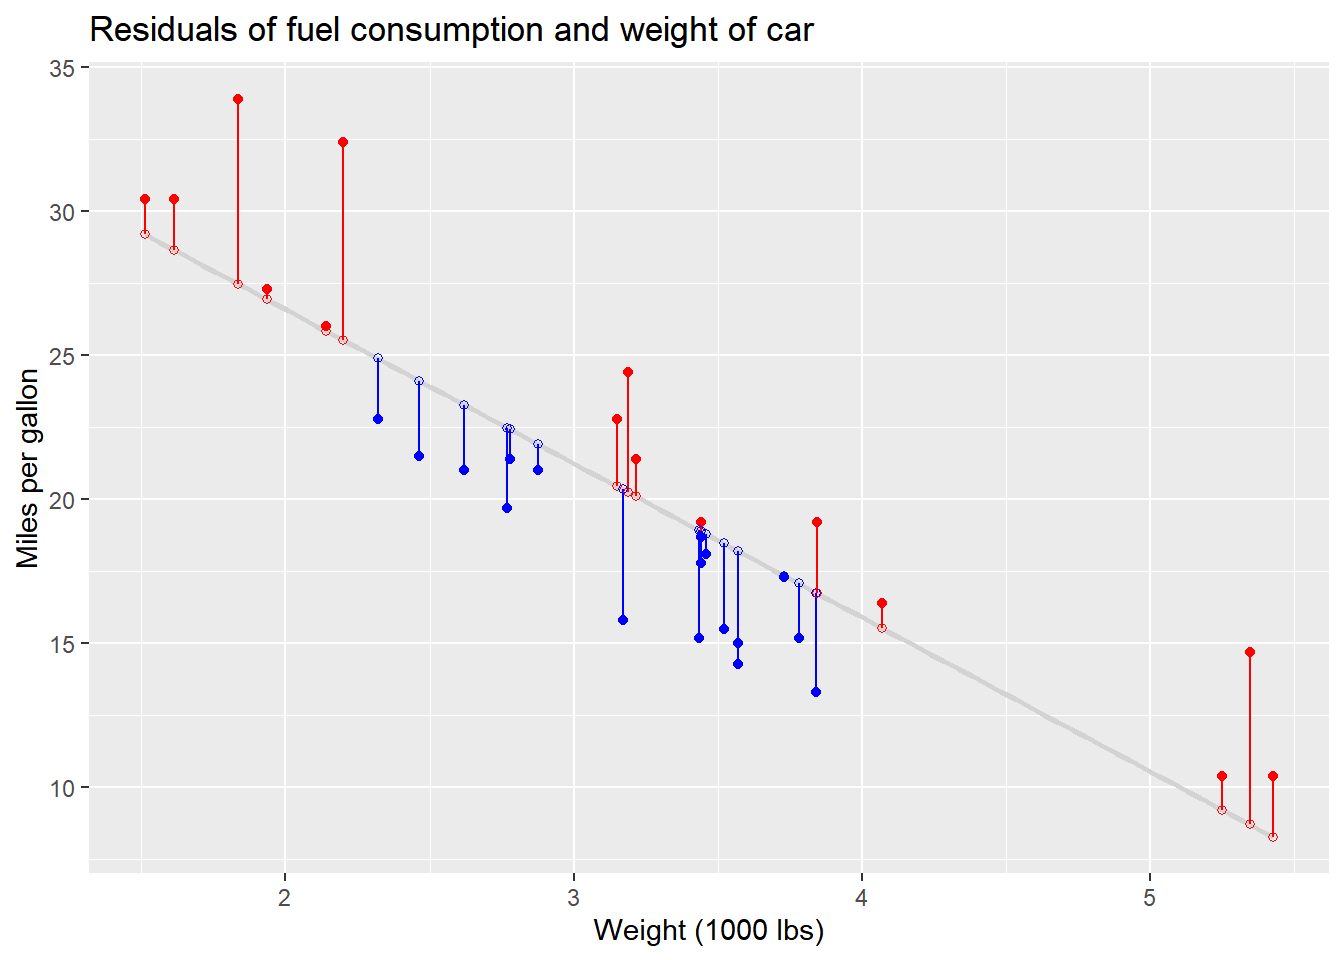 Residuals of fuel consumption and weight of car
35
30
25
20
15
10
Miles per gallon
2 3 4 5
Weight (1000 lbs)